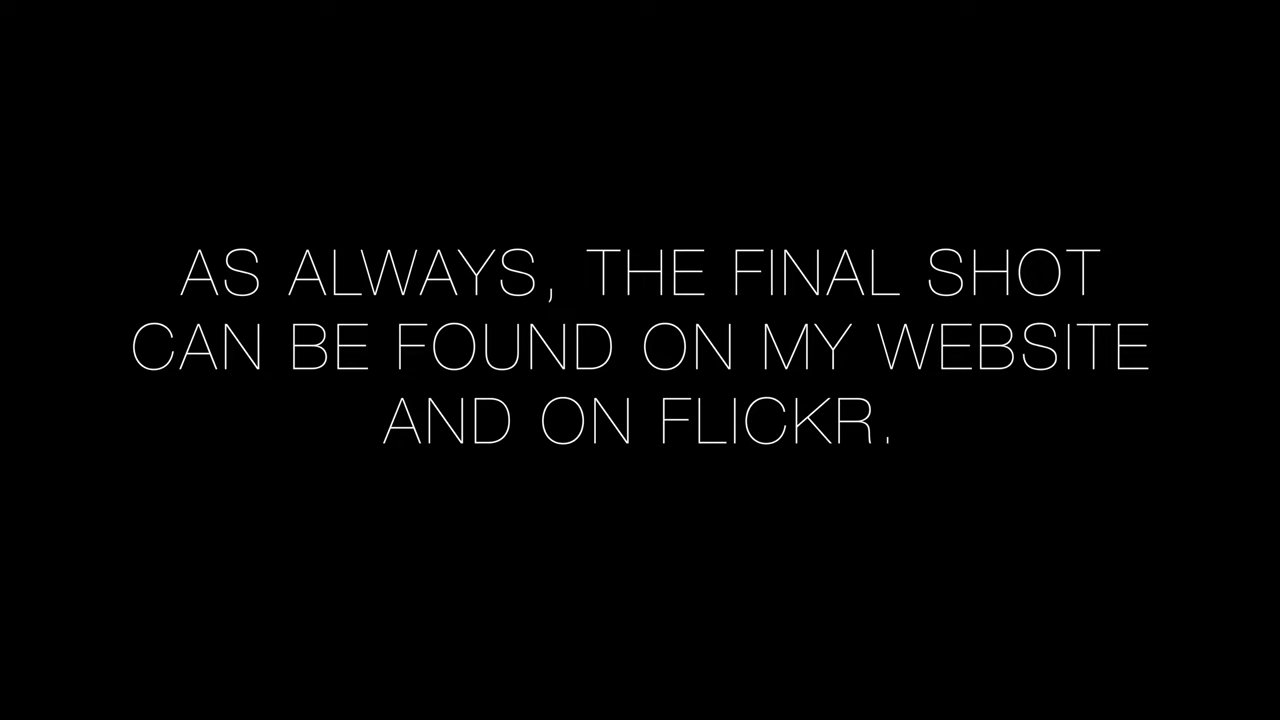 AS ALWAYS, THE FINAL SHOT
CAN BE FOUND ON MY WEBSITE
AND ON FLICKR.